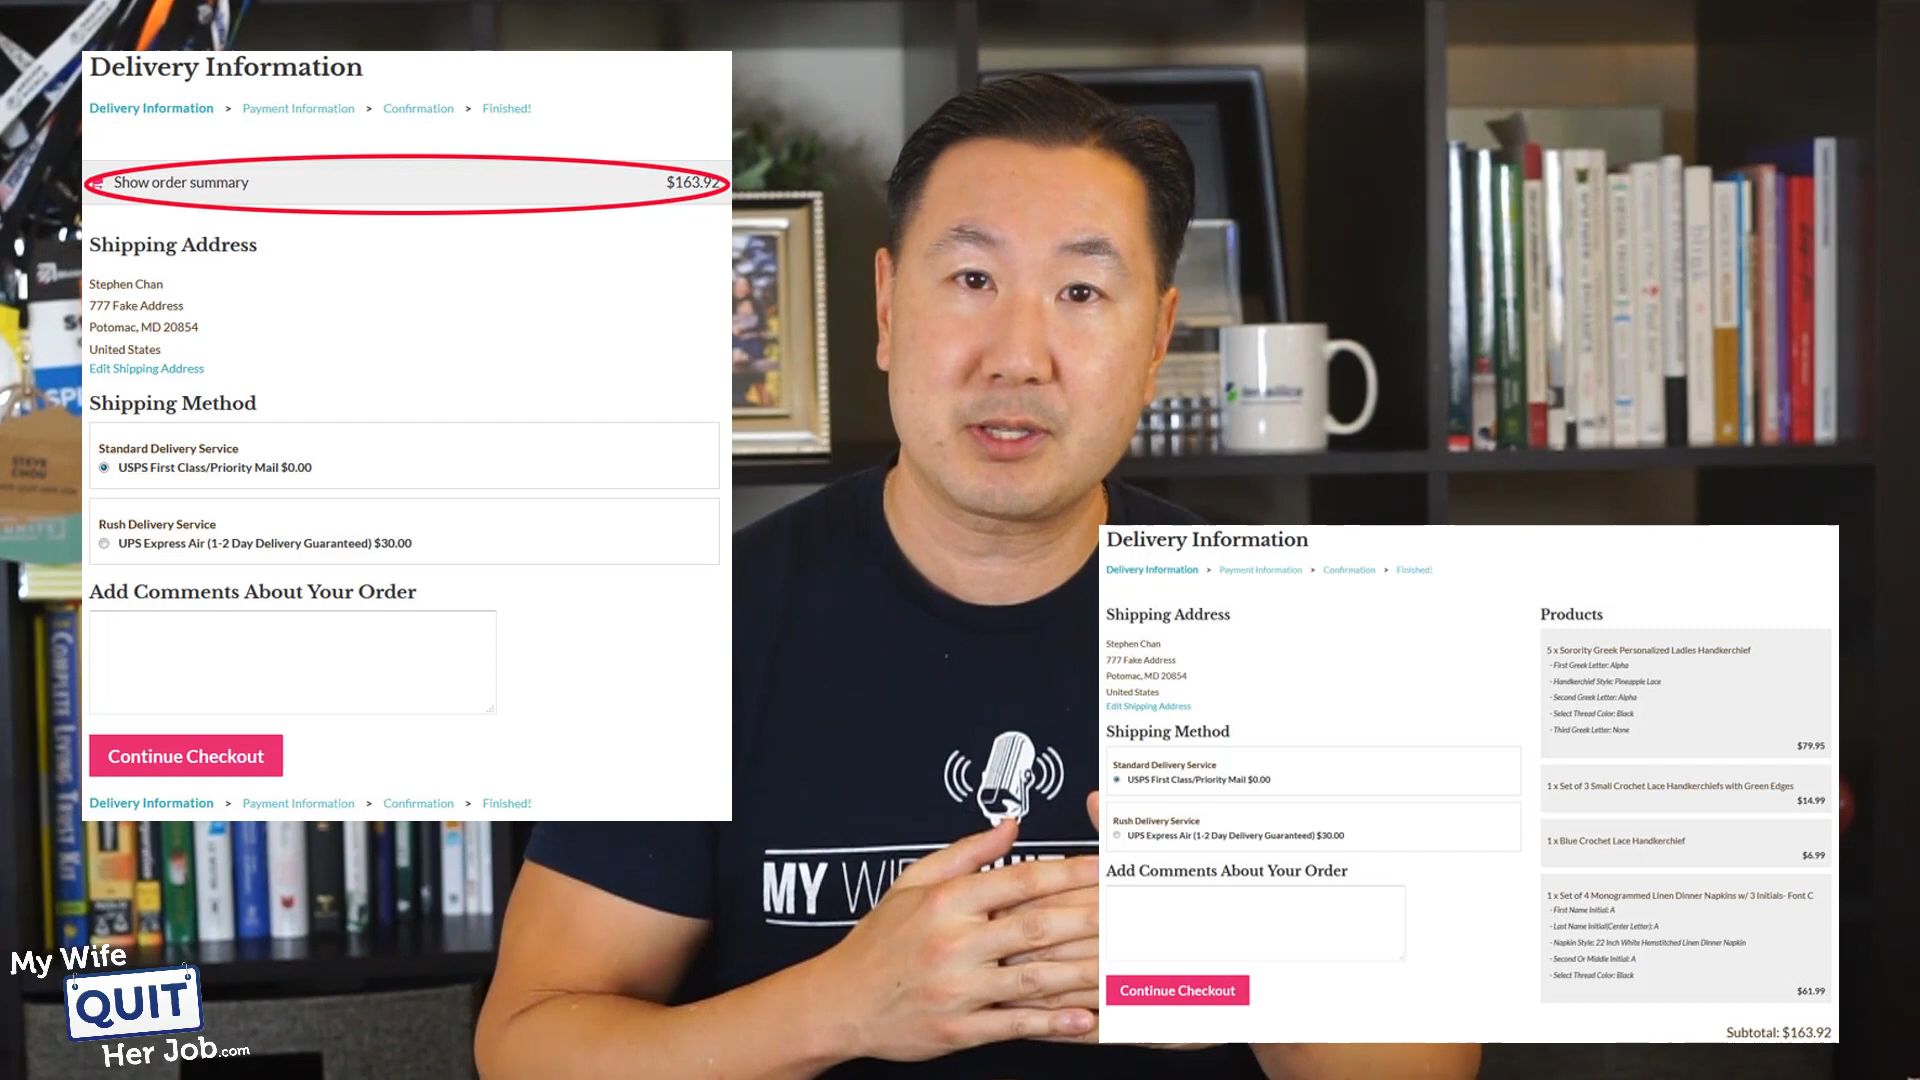 Delivery Information
Delivery Information > Payment Information > Confirmation > Finished!
Show order summary $163.92
Shipping Address
Stephen Chan
777 Fake Address
Potomac, MD 20854
United States
Edit Shipping Address
Shipping Method
Standard Delivery Service
USPS First Class/Priority Mail $0.00
Rush Delivery Service
UPS Express Air (1-2 Day Delivery Guaranteed) $30.00
Add Comments About Your Order
Continue Checkout
Delivery Information > Payment Information > Confirmation > Finished!
Delivery Information
Delivery Information > Payment Information > Confirmation > Finished!
Shipping Address
Stephen Chan
777 Fake Address
Potomac, MD 20854
United States
Edit Shipping Address
Shipping Method
Standard Delivery Service
USPS First Class/Priority Mail $0.00
Rush Delivery Service
UPS Express Air (1-2 Day Delivery Guaranteed) $30.00
Add Comments About Your Order
Continue Checkout
Products
5 x Sorority Greek Personalized Ladies Handkerchief
- First Greek Letter: Alpha
- Handkerchief Style: Pineapple Lace
- Second Greek Letter: Alpha
- Select Thread Color: Black
- Third Greek Letter: None
$79.95
1 x Set of 3 Small Crochet Lace Handkerchiefs with Green Edges
$14.99
1 x Blue Crochet Lace Handkerchief
$6.99
1 x Set of 4 Monogrammed Linen Dinner Napkins w/ 3 Initials- Font C
- First Name Initial: A
- Last Name Initial(Center Letter): A
- Napkin Style: 22 Inch White Hemstitched Linen Dinner Napkin
- Second Or Middle Initial: A
- Select Thread Color: Black
$61.99
Subtotal: $163.92
STEVE
CHOU
MY
My Wife
QUIT
Her Job.com